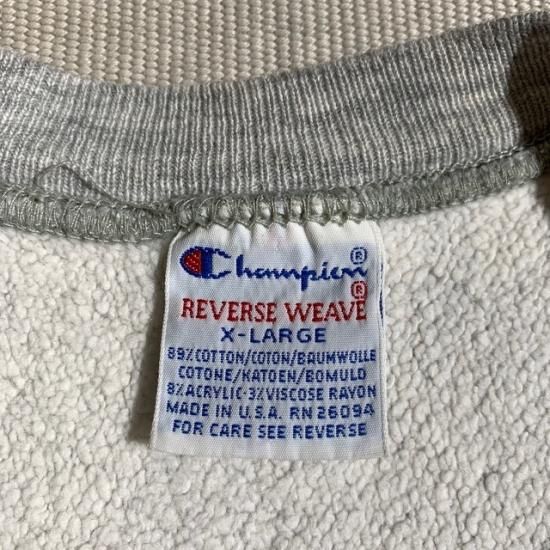 Champion®
REVERSE WEAVE®
X-LARGE
89% COTTON/COTON/BAUMWOLLE
COTONE/KATOEN/BOMULD
8% ACRYLIC·3% VISCOSE RAYON
MADE IN U.S.A. RN 26094
FOR CARE SEE REVERSE